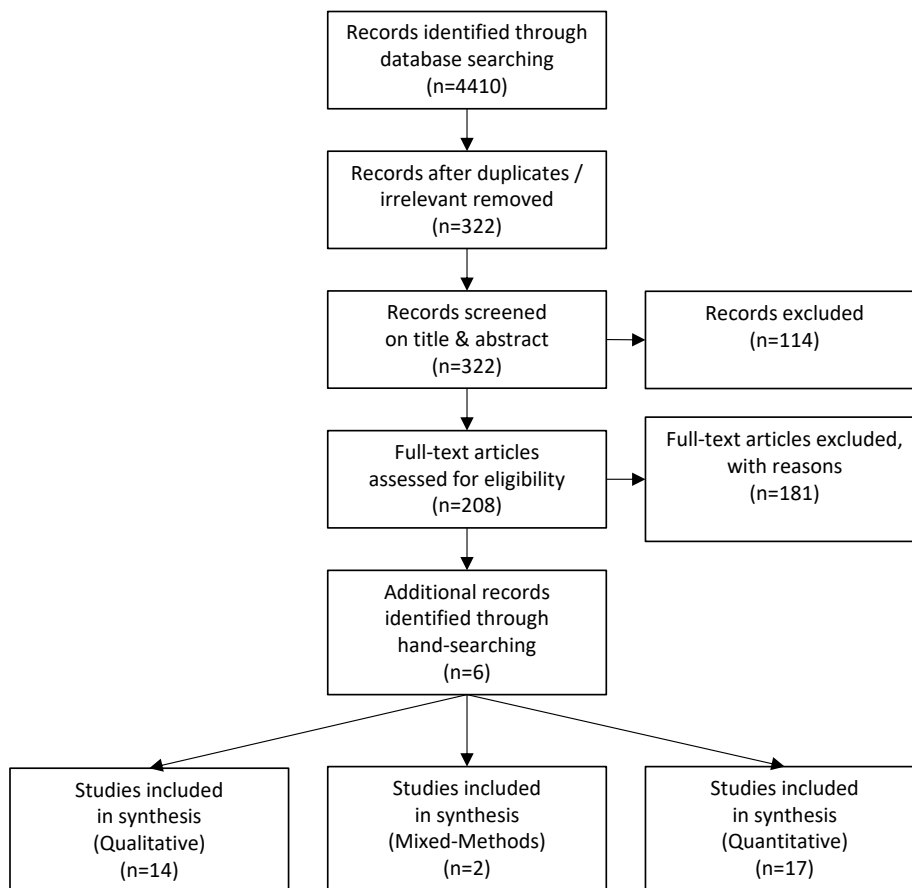 Records identified through
database searching
(n=4410)
Records after duplicates /
irrelevant removed
(n=322)
Records screened
on title & abstract
(n=322)
Records excluded
(n=114)
Full-text articles
assessed for eligibility
(n=208)
Full-text articles excluded,
with reasons
(n=181)
Additional records
identified through
hand-searching
(n=6)
Studies included
in synthesis
(Qualitative)
(n=14)
Studies included
in synthesis
(Mixed-Methods)
(n=2)
Studies included
in synthesis
(Quantitative)
(n=17)